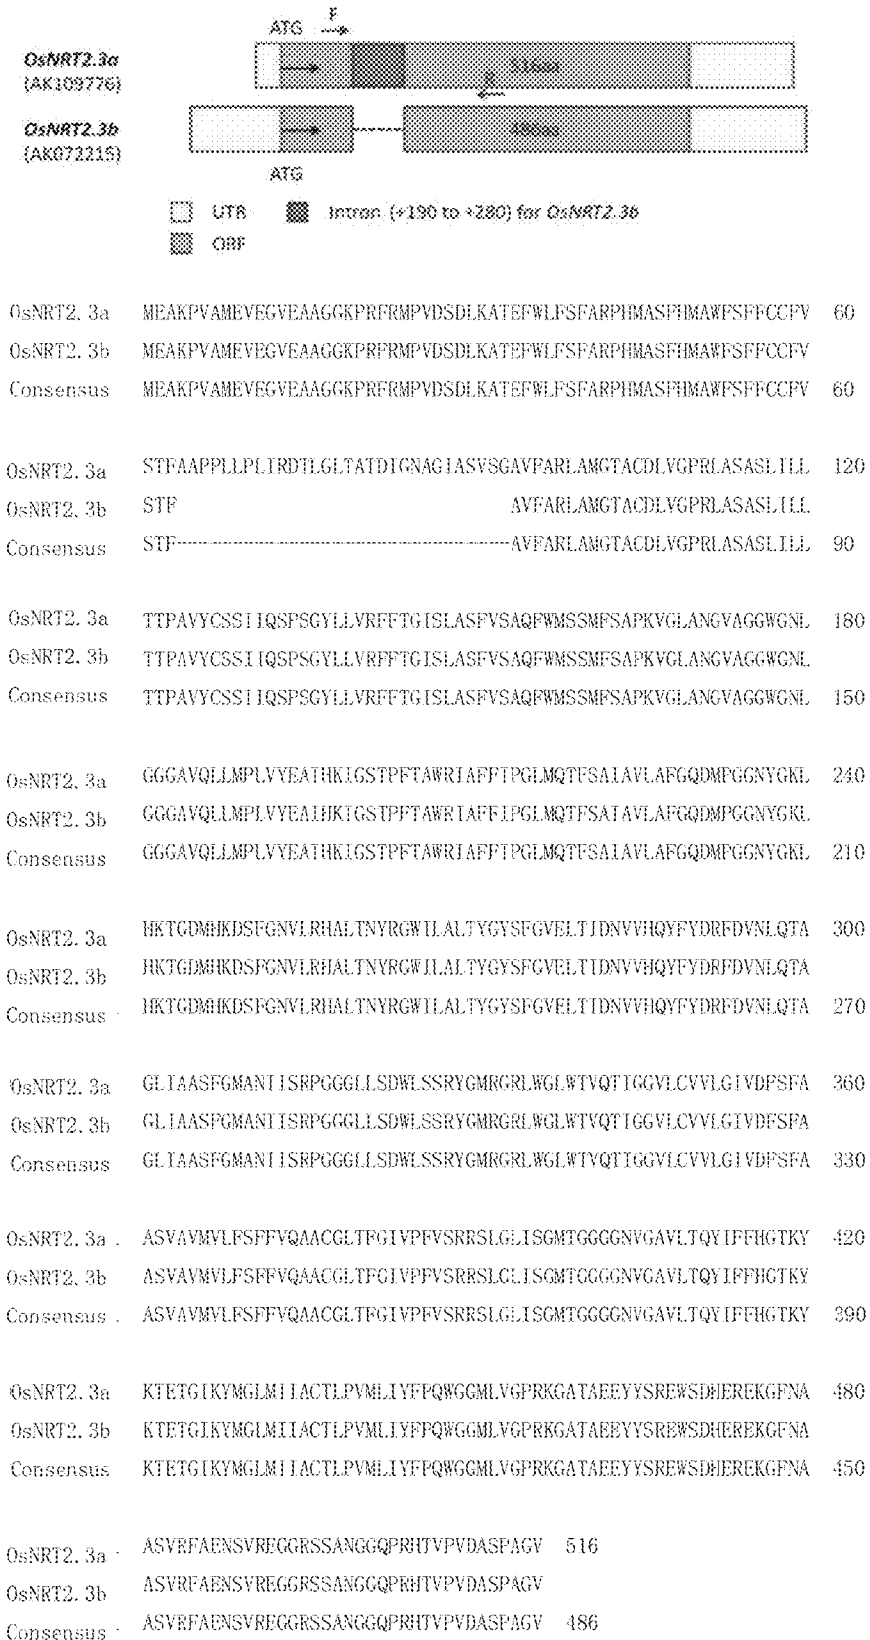 F
ATG
OsNRT2.3a
(AK109776)
516aa
R
OsNRT2.3b
(AK072215)
486aa
ATG
UTR
Intron (+190 to +280) for OsNRT2.3b
ORF
OsNRT2.3a MEAKPVAMEVEGVEAAGGKPRFRMPVDSDLKATEFWLFSFARPHMASFHMAWFSFFCCFV 60
OsNRT2.3b MEAKPVAMEVEGVEAAGGKPRFRMPVDSDLKATEFWLFSFARPHMASFHMAWFSFFCCFV
Consensus MEAKPVAMEVEGVEAAGGKPRFRMPVDSDLKATEFWLFSFARPHMASFHMAWFSFFCCFV 60
OsNRT2.3a STFAAPPLLPLIRDTLGLTATDIGNAGIASVSGAVFARLAMGTACDLVGPRLASASLILL 120
OsNRT2.3b STF AVFARLAMGTACDLVGPRLASASLILL
Consensus STF------------------------------AVFARLAMGTACDLVGPRLASASLILL 90
OsNRT2.3a TTPAVYCSSIIQSPSGYLLVRFFTGISLASFVSAQFWMSSMFSAPKVGLANGVAGGWGNL 180
OsNRT2.3b TTPAVYCSSIIQSPSGYLLVRFFTGISLASFVSAQFWMSSMFSAPKVGLANGVAGGWGNL
Consensus TTPAVYCSSIIQSPSGYLLVRFFTGISLASFVSAQFWMSSMFSAPKVGLANGVAGGWGNL 150
OsNRT2.3a GGGAVQLLMPLVYEAIHKIGSTPFTAWRIAFFIPGLMQTFSAIAVLAFGQDMPGGNYGKL 240
OsNRT2.3b GGGAVQLLMPLVYEAIHKIGSTPFTAWRIAFFIPGLMQTFSAIAVLAFGQDMPGGNYGKL
Consensus GGGAVQLLMPLVYEAIHKIGSTPFTAWRIAFFIPGLMQTFSAIAVLAFGQDMPGGNYGKL 210
OsNRT2.3a HKTGDMHKDSFGNVLRHALTNYRGWILALTYGYSFGVELTIDNVVHQYFYDRFDVNLQTA 300
OsNRT2.3b HKTGDMHKDSFGNVLRHALTNYRGWILALTYGYSFGVELTIDNVVHQYFYDRFDVNLQTA
Consensus HKTGDMHKDSFGNVLRHALTNYRGWILALTYGYSFGVELTIDNVVHQYFYDRFDVNLQTA 270
OsNRT2.3a GLIAASFGMANIISRPGGGLLSDWLSSRYGMRGRLWGLWTVQTIGGVLCVVLGIVDFSFA 360
OsNRT2.3b GLIAASFGMANIISRPGGGLLSDWLSSRYGMRGRLWGLWTVQTIGGVLCVVLGIVDFSFA
Consensus GLIAASFGMANIISRPGGGLLSDWLSSRYGMRGRLWGLWTVQTIGGVLCVVLGIVDFSFA 330
OsNRT2.3a ASVAVMVLFSFFVQAACGLTFGIVPFVSRRSLGLISGMTGGGGNVGAVLTQYIFFHGTKY 420
OsNRT2.3b ASVAVMVLFSFFVQAACGLTFGIVPFVSRRSLGLISGMTGGGGNVGAVLTQYIFFHGTKY
Consensus ASVAVMVLFSFFVQAACGLTFGIVPFVSRRSLGLISGMTGGGGNVGAVLTQYIFFHGTKY 390
OsNRT2.3a KTETGIKYMGLMIIACTLPVMLIYFPQWGGMLVGPRKGATAEEYYSREWSDHEREKGFNA 480
OsNRT2.3b KTETGIKYMGLMIIACTLPVMLIYFPQWGGMLVGPRKGATAEEYYSREWSDHEREKGFNA
Consensus KTETGIKYMGLMIIACTLPVMLIYFPQWGGMLVGPRKGATAEEYYSREWSDHEREKGFNA 450
OsNRT2.3a ASVRFAENSVREGGRSSANGGQPRHTVPVDASPAGV 516
OsNRT2.3b ASVRFAENSVREGGRSSANGGQPRHTVPVDASPAGV
Consensus ASVRFAENSVREGGRSSANGGQPRHTVPVDASPAGV 486